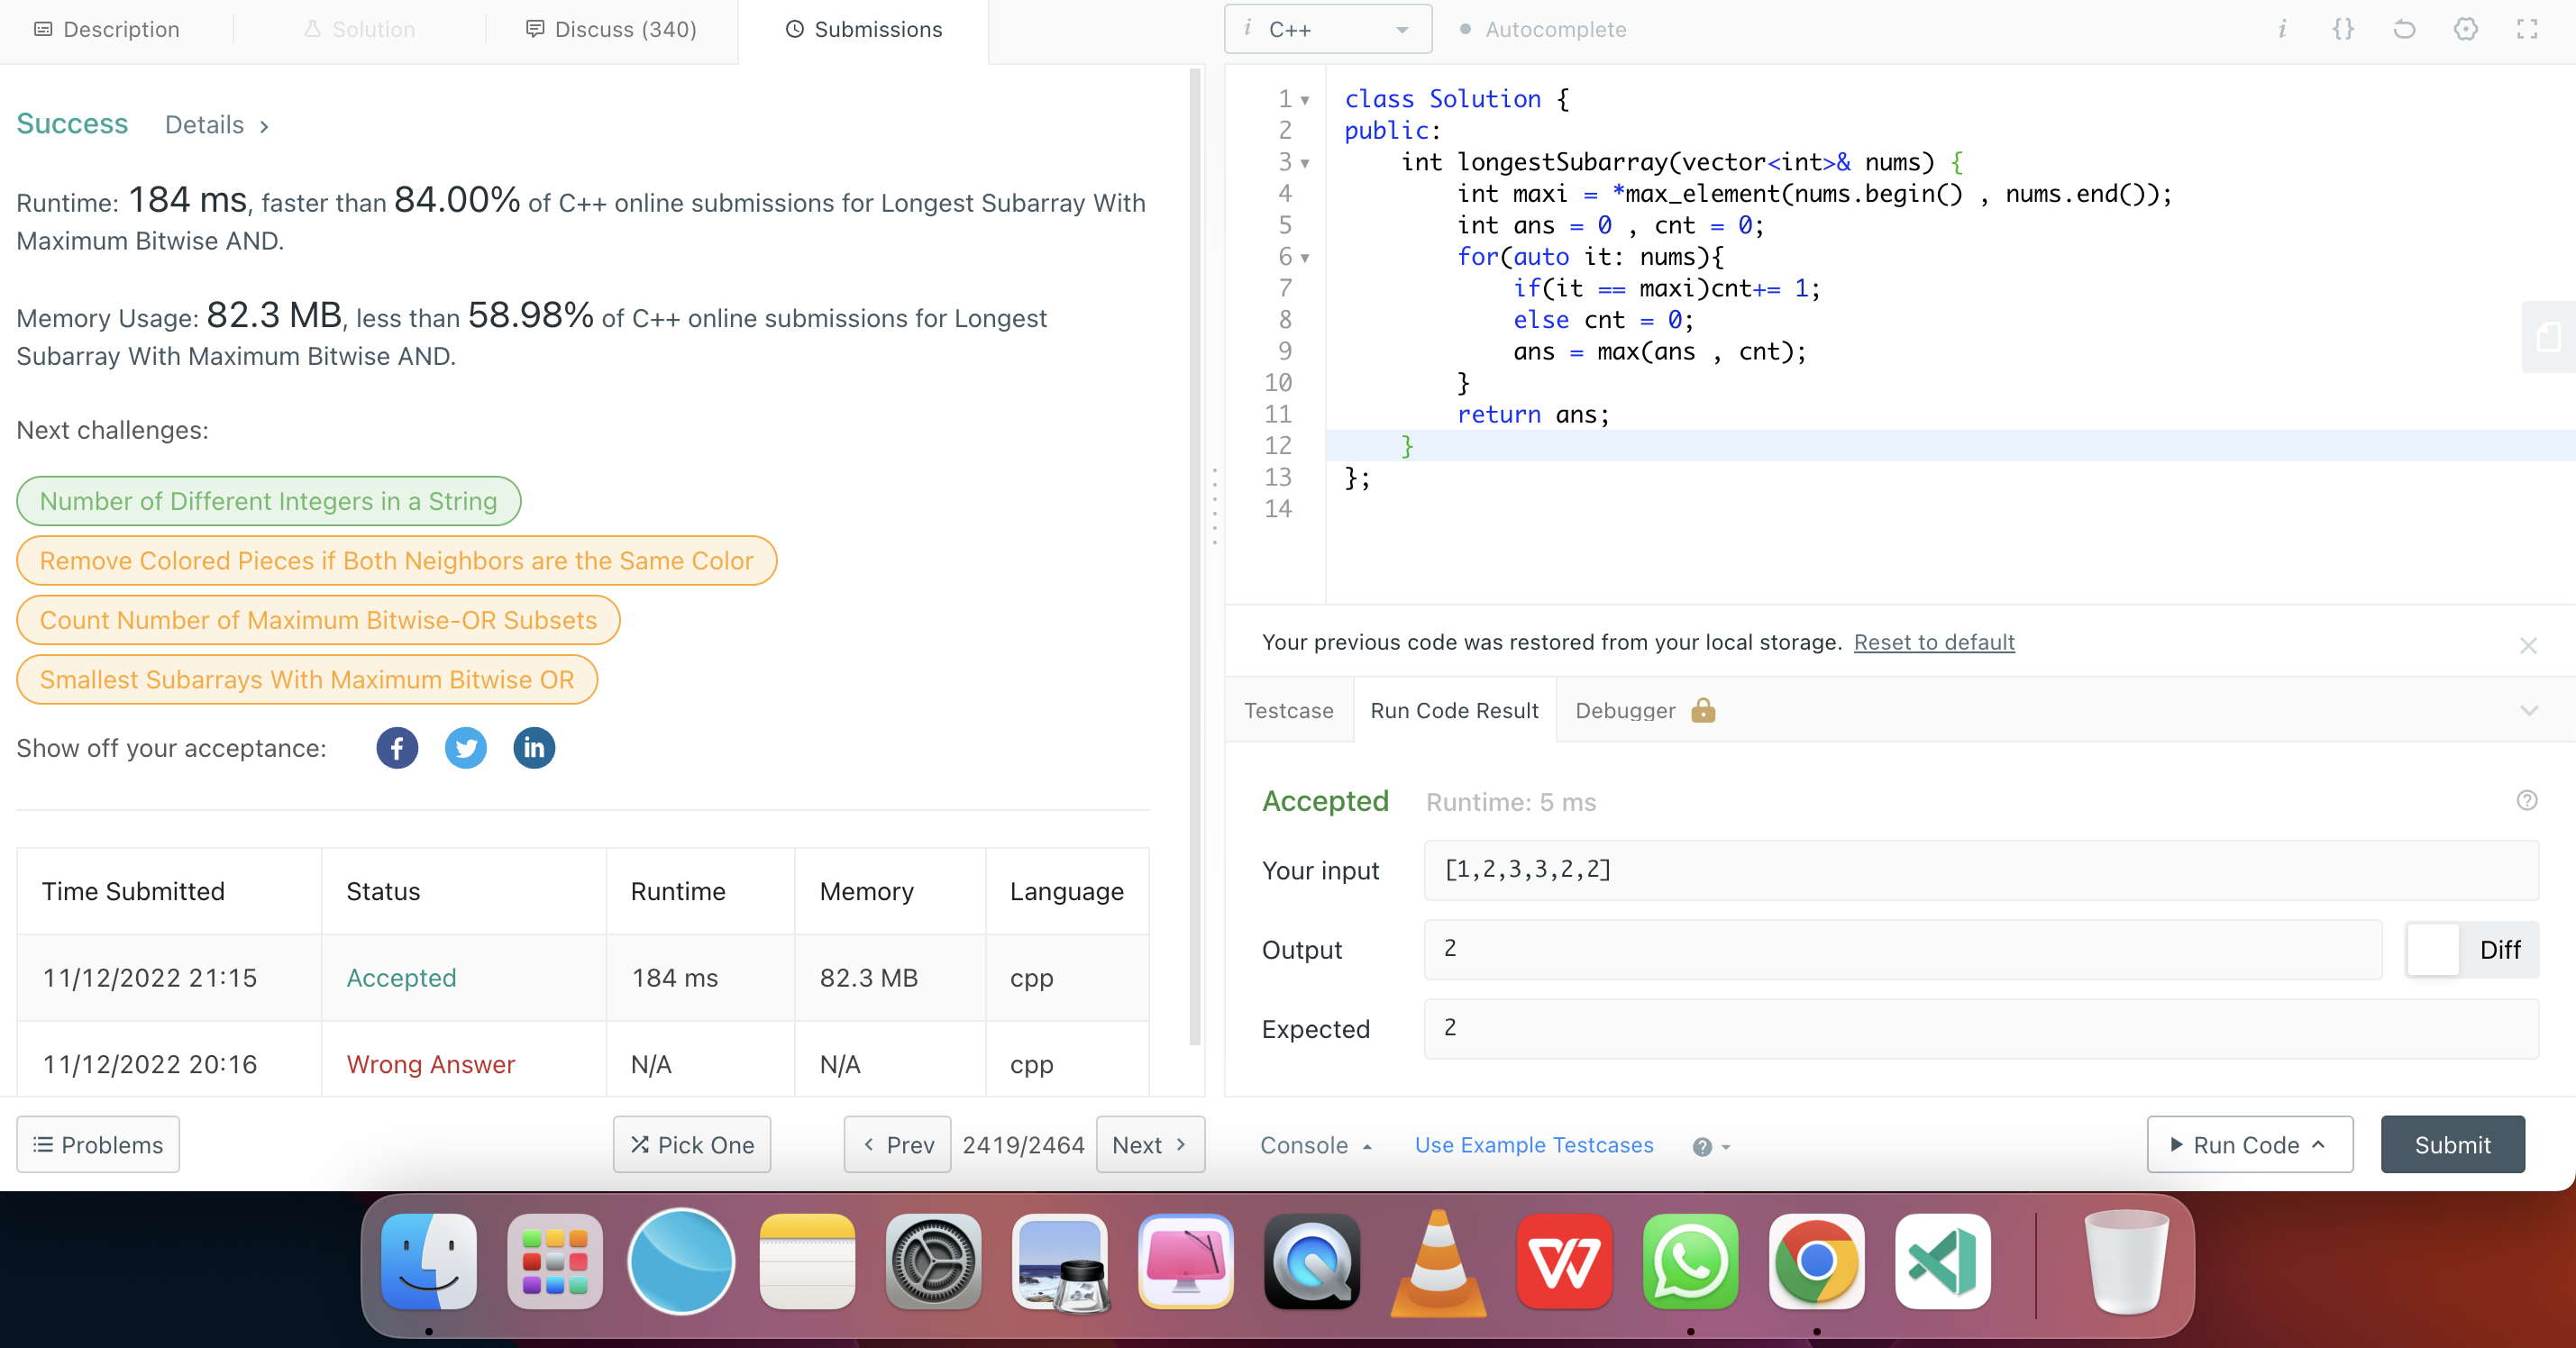 Description
Solution
Discuss (340)
Submissions
Success Details
Runtime: 184 ms, faster than 84.00% of C++ online submissions for Longest Subarray With
Maximum Bitwise AND.
Memory Usage: 82.3 MB, less than 58.98% of C++ online submissions for Longest
Subarray With Maximum Bitwise AND.
Next challenges:
Number of Different Integers in a String
Remove Colored Pieces if Both Neighbors are the Same Color
Count Number of Maximum Bitwise-OR Subsets
Smallest Subarrays With Maximum Bitwise OR
Show off your acceptance: f in
Time Submitted Status Runtime Memory Language
11/12/2022 21:15 Accepted 184 ms 82.3 MB cpp
11/12/2022 20:16 Wrong Answer N/A N/A cpp
Problems Pick One Prev 2419/2464 Next
i C++ Autocomplete i {}
1 class Solution {
2 public:
3     int longestSubarray(vector<int>& nums) {
4         int maxi = *max_element(nums.begin() , nums.end());
5         int ans = 0 , cnt = 0;
6         for(auto it: nums){
7             if(it == maxi)cnt+= 1;
8             else cnt = 0;
9             ans = max(ans , cnt);
10         }
11         return ans;
12     }
13 };
14
Your previous code was restored from your local storage. Reset to default
Testcase Run Code Result Debugger
Accepted Runtime: 5 ms
Your input [1,2,3,3,2,2]
Output 2 Diff
Expected 2
Console Use Example Testcases Run Code Submit